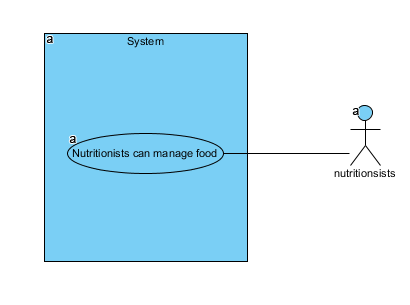 a
System
a
a
Nutritionists can manage food
nutritionsists